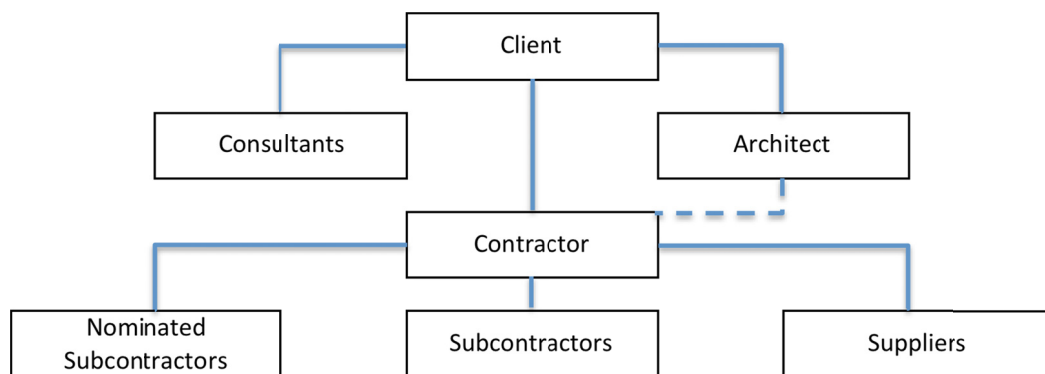 Client
Consultants
Architect
Contractor
Nominated
Subcontractors
Subcontractors
Suppliers